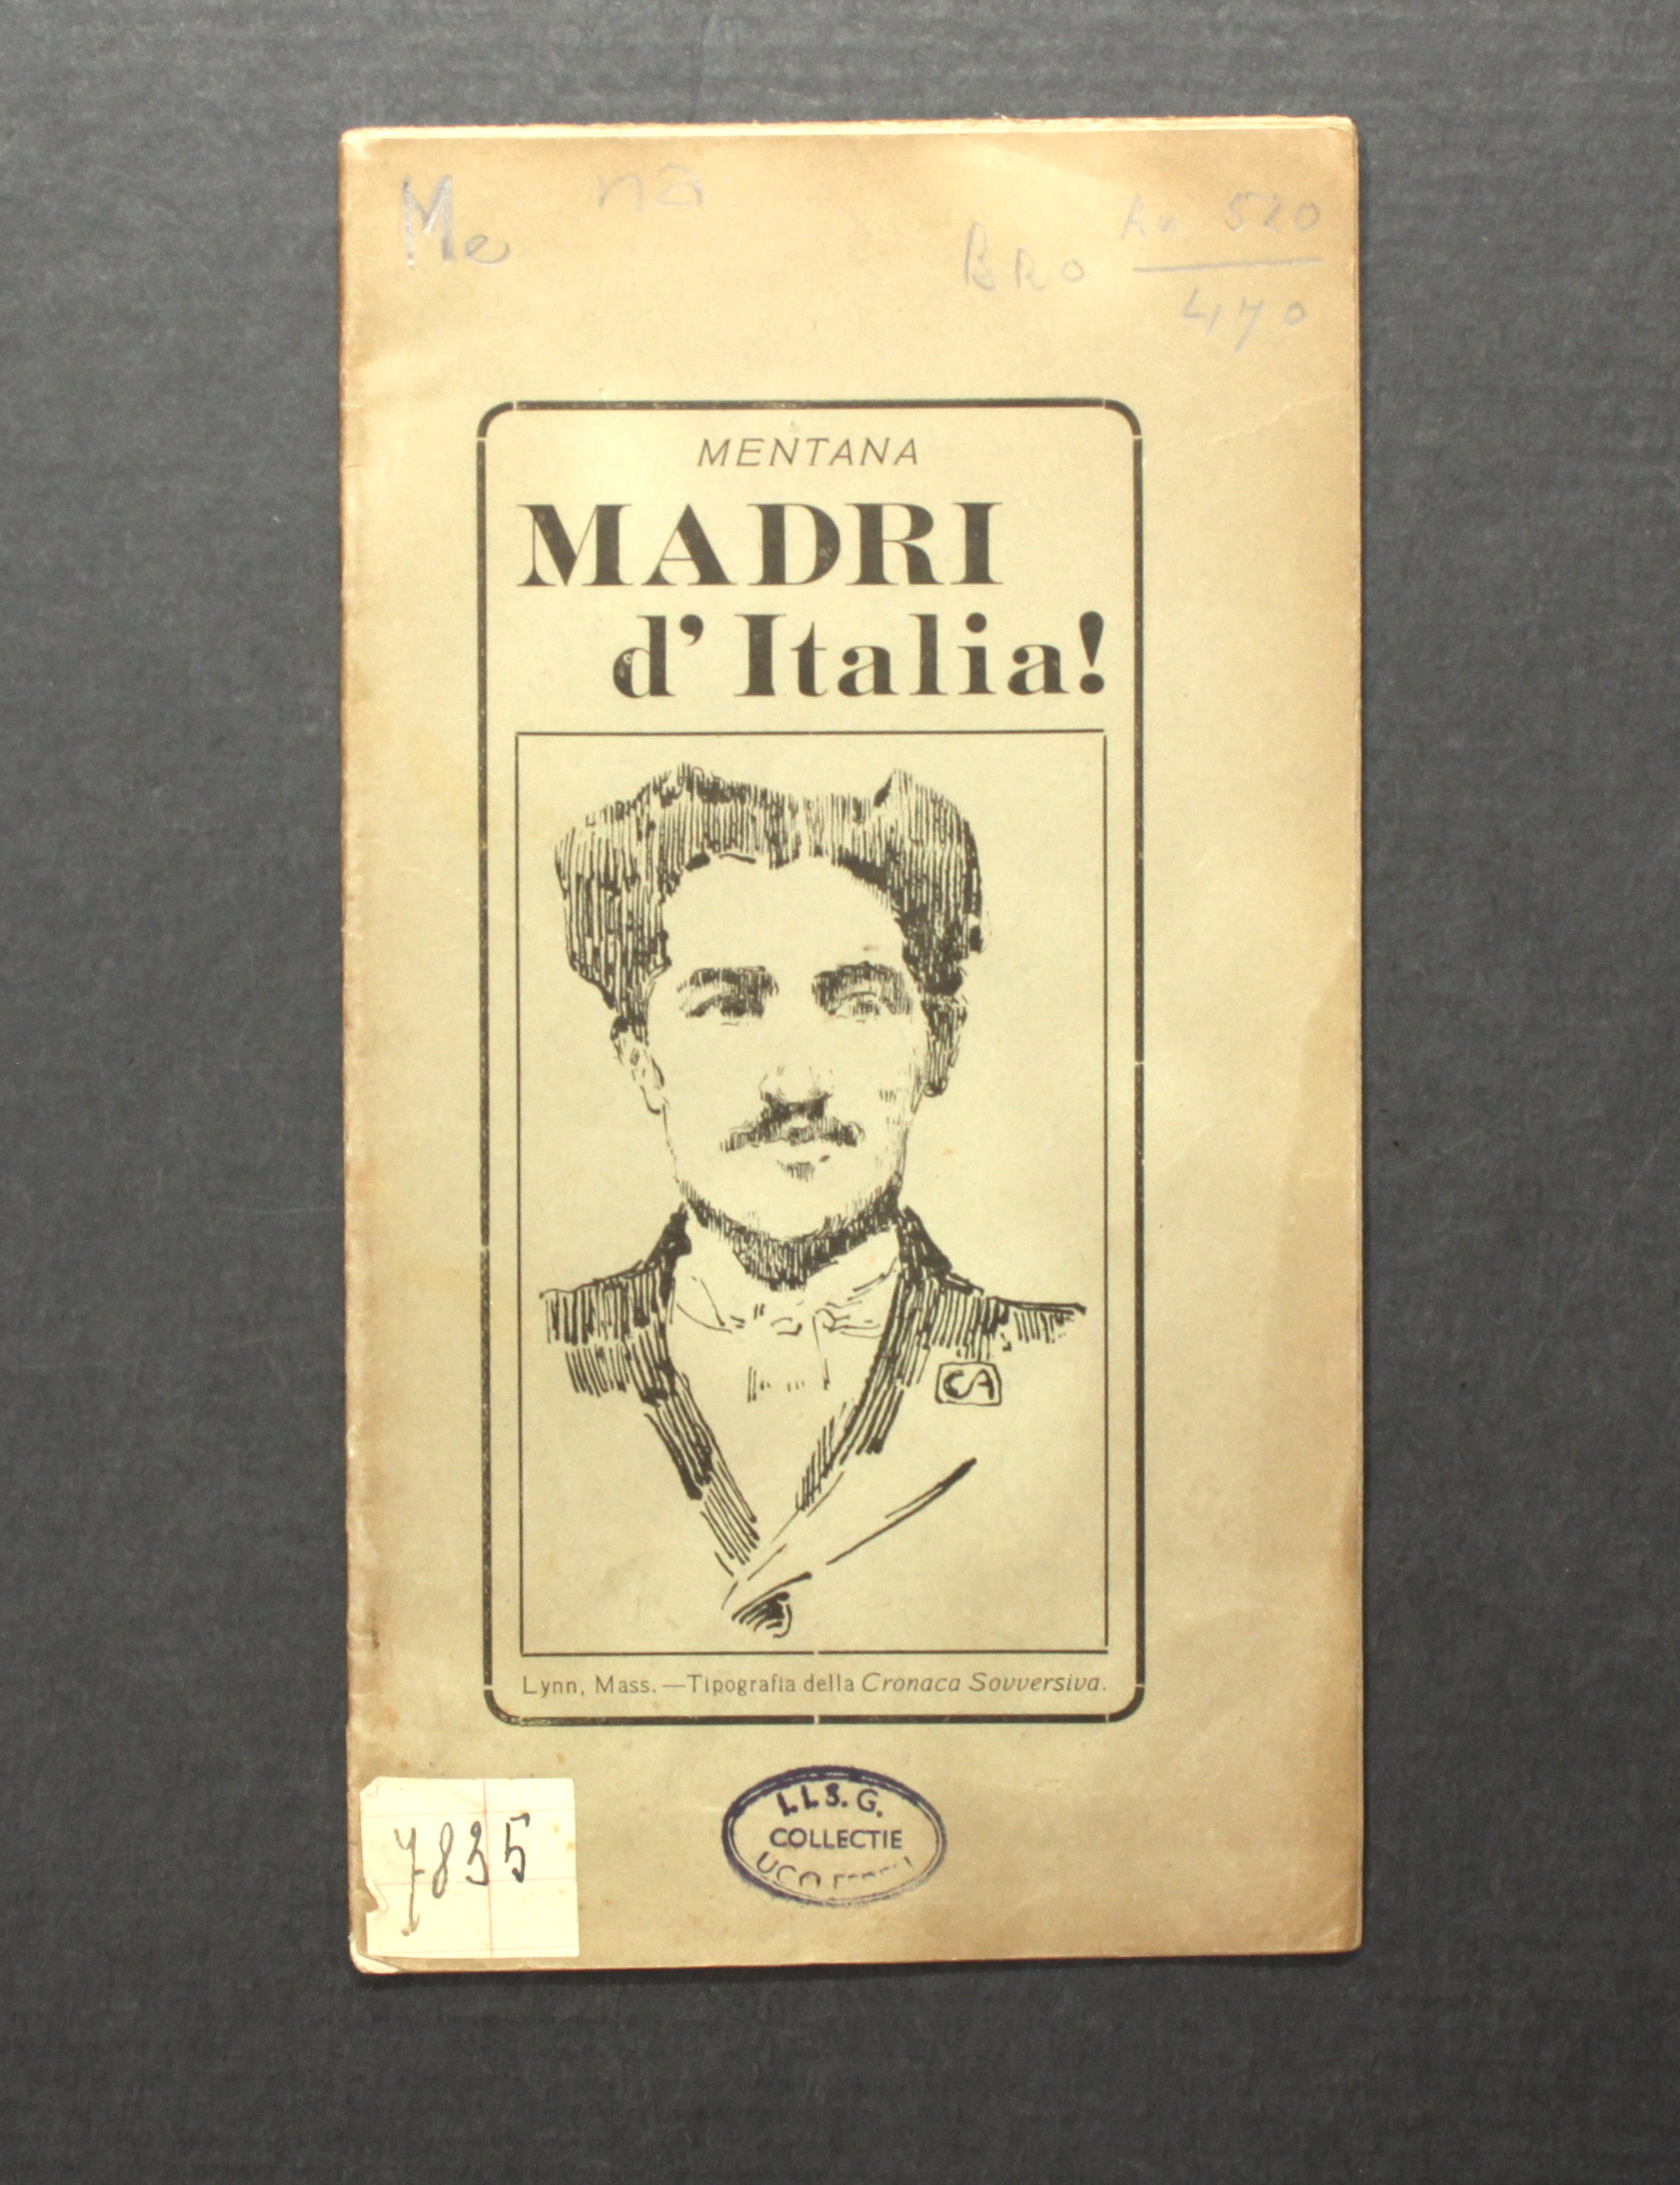 Me na
An 520
BRO
470
MENTANA
MADRI
d' Italia!
CA
Lynn, Mass.—Tipografia della Cronaca Sovversiva.
I.I.S.G.
COLLECTIE
7835